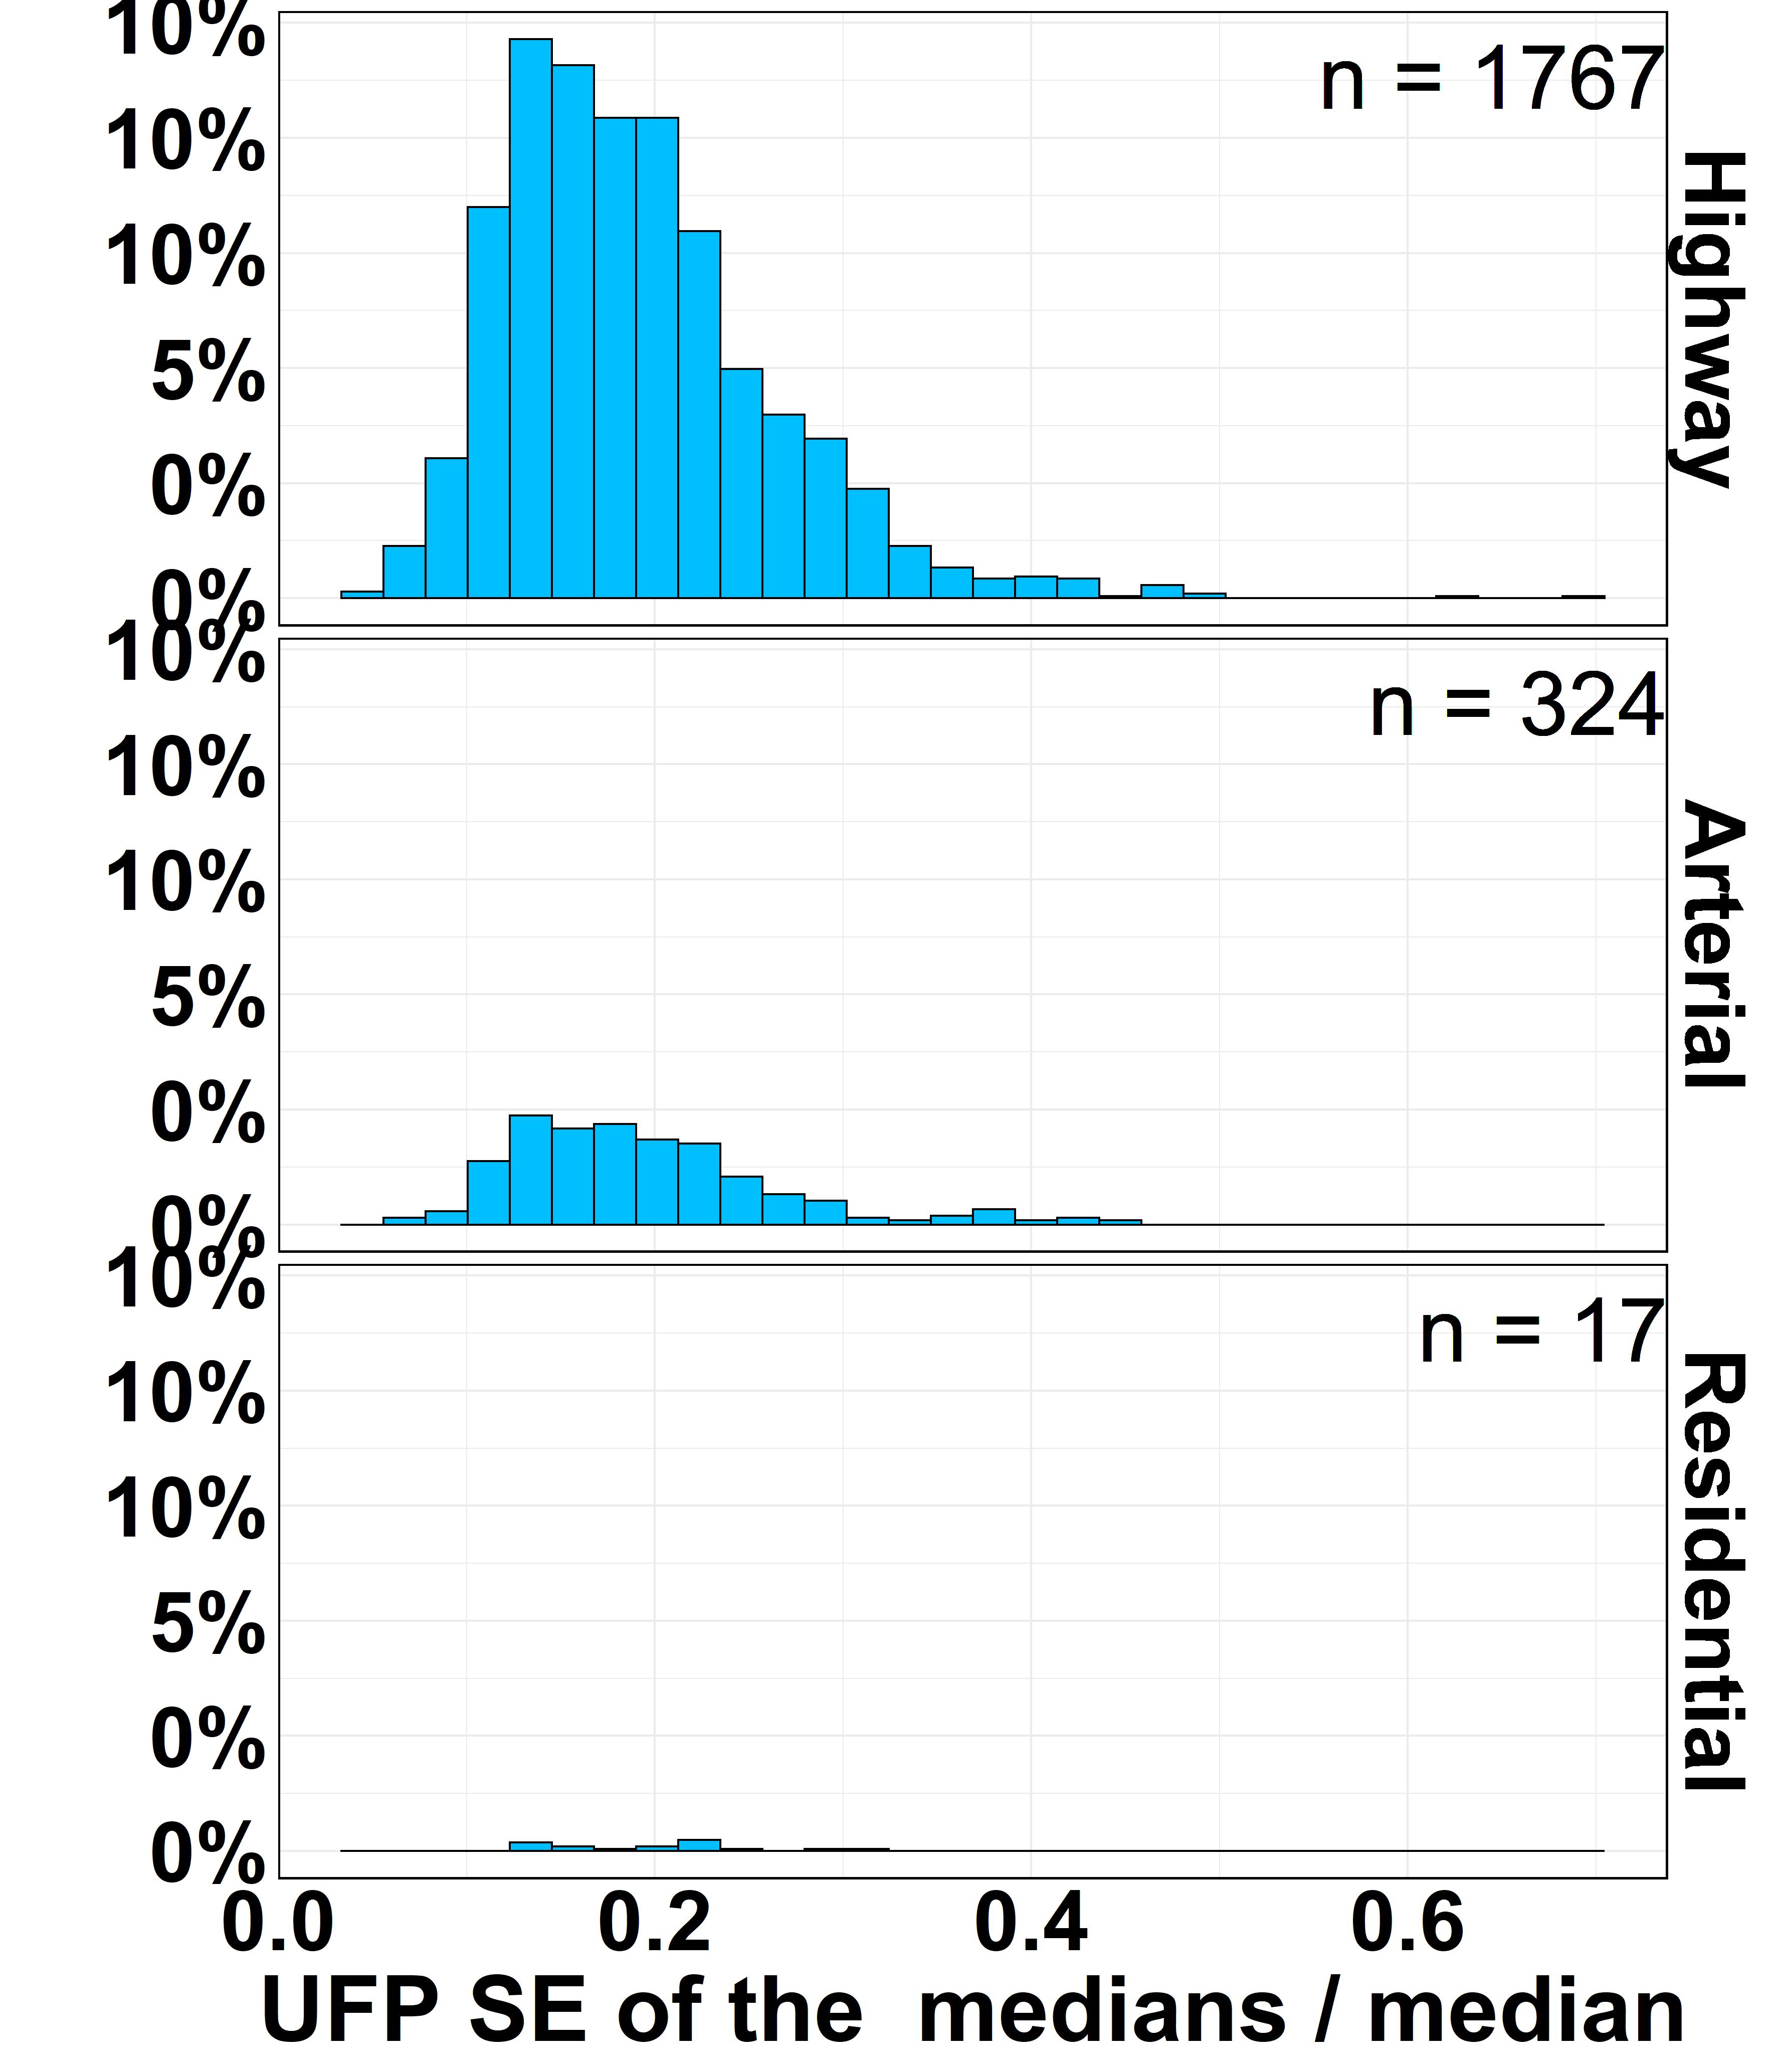 10%
10%
10%
5%
0%
0%
n = 1767
Highway
10%
10%
10%
5%
0%
0%
n = 324
Arterial
10%
10%
10%
5%
0%
0%
n = 17
Residential
0.0 0.2 0.4 0.6
UFP SE of the medians / median